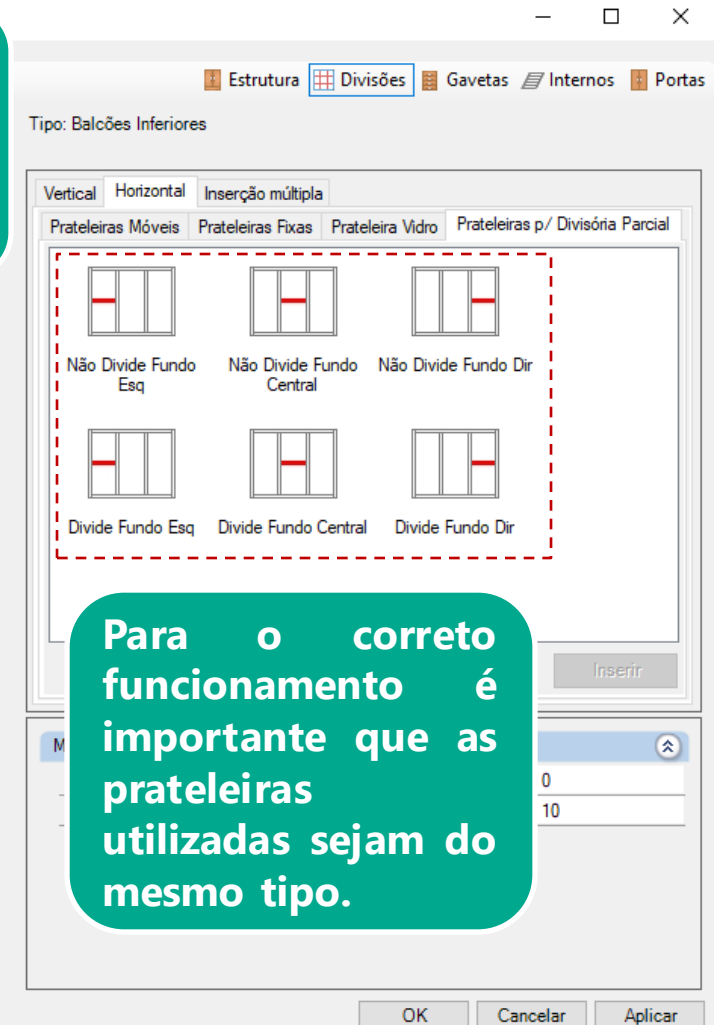 Estrutura Divisões Gavetas Internos Portas
Tipo: Balcões Inferiores
Vertical Horizontal Inserção múltipla
Prateleiras Móveis Prateleiras Fixas Prateleira Vidro Prateleiras p/ Divisória Parcial
Não Divide Fundo Esq
Não Divide Fundo Central
Não Divide Fundo Dir
Divide Fundo Esq Divide Fundo Central Divide Fundo Dir
Inserir
Para o correto
funcionamento é
importante que as
prateleiras
utilizadas sejam do
mesmo tipo.
M
0
10
OK Cancelar Aplicar